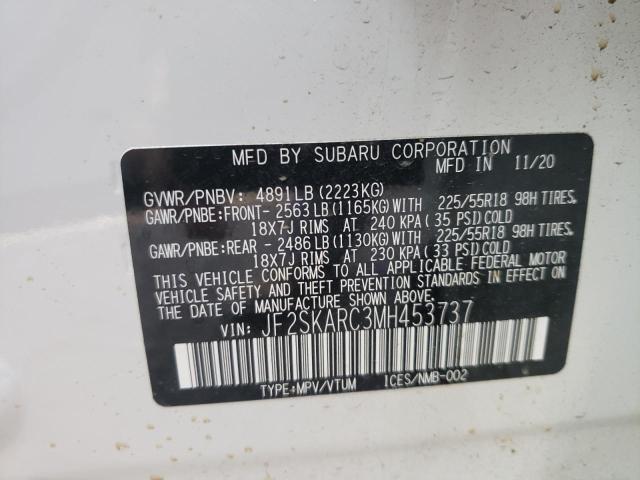 MFD BY SUBARU CORPORATION
MFD IN 11/20
GVWR/PNBV: 4891LB (2223KG)
GAWR/PNBE:FRONT- 2563LB (1165KG) WITH 225/55R18 98H TIRES,
18X7J RIMS AT 240 KPA (35 PSI) COLD
GAWR/PNBE:REAR - 2486LB (1130KG) WITH 225/55R18 98H TIRES,
18X7J RIMS AT 230 KPA (33 PSI) COLD
THIS VEHICLE CONFORMS TO ALL APPLICABLE FEDERAL MOTOR
VEHICLE SAFETY AND THEFT PREVENTION STANDARDS IN EFFECT ON
THE DATE OF MANUFACTURE SHOWN ABOVE.
VIN: JF2SKARC3MH453737
TYPE:MPV/VTUM ICES/NMB-002